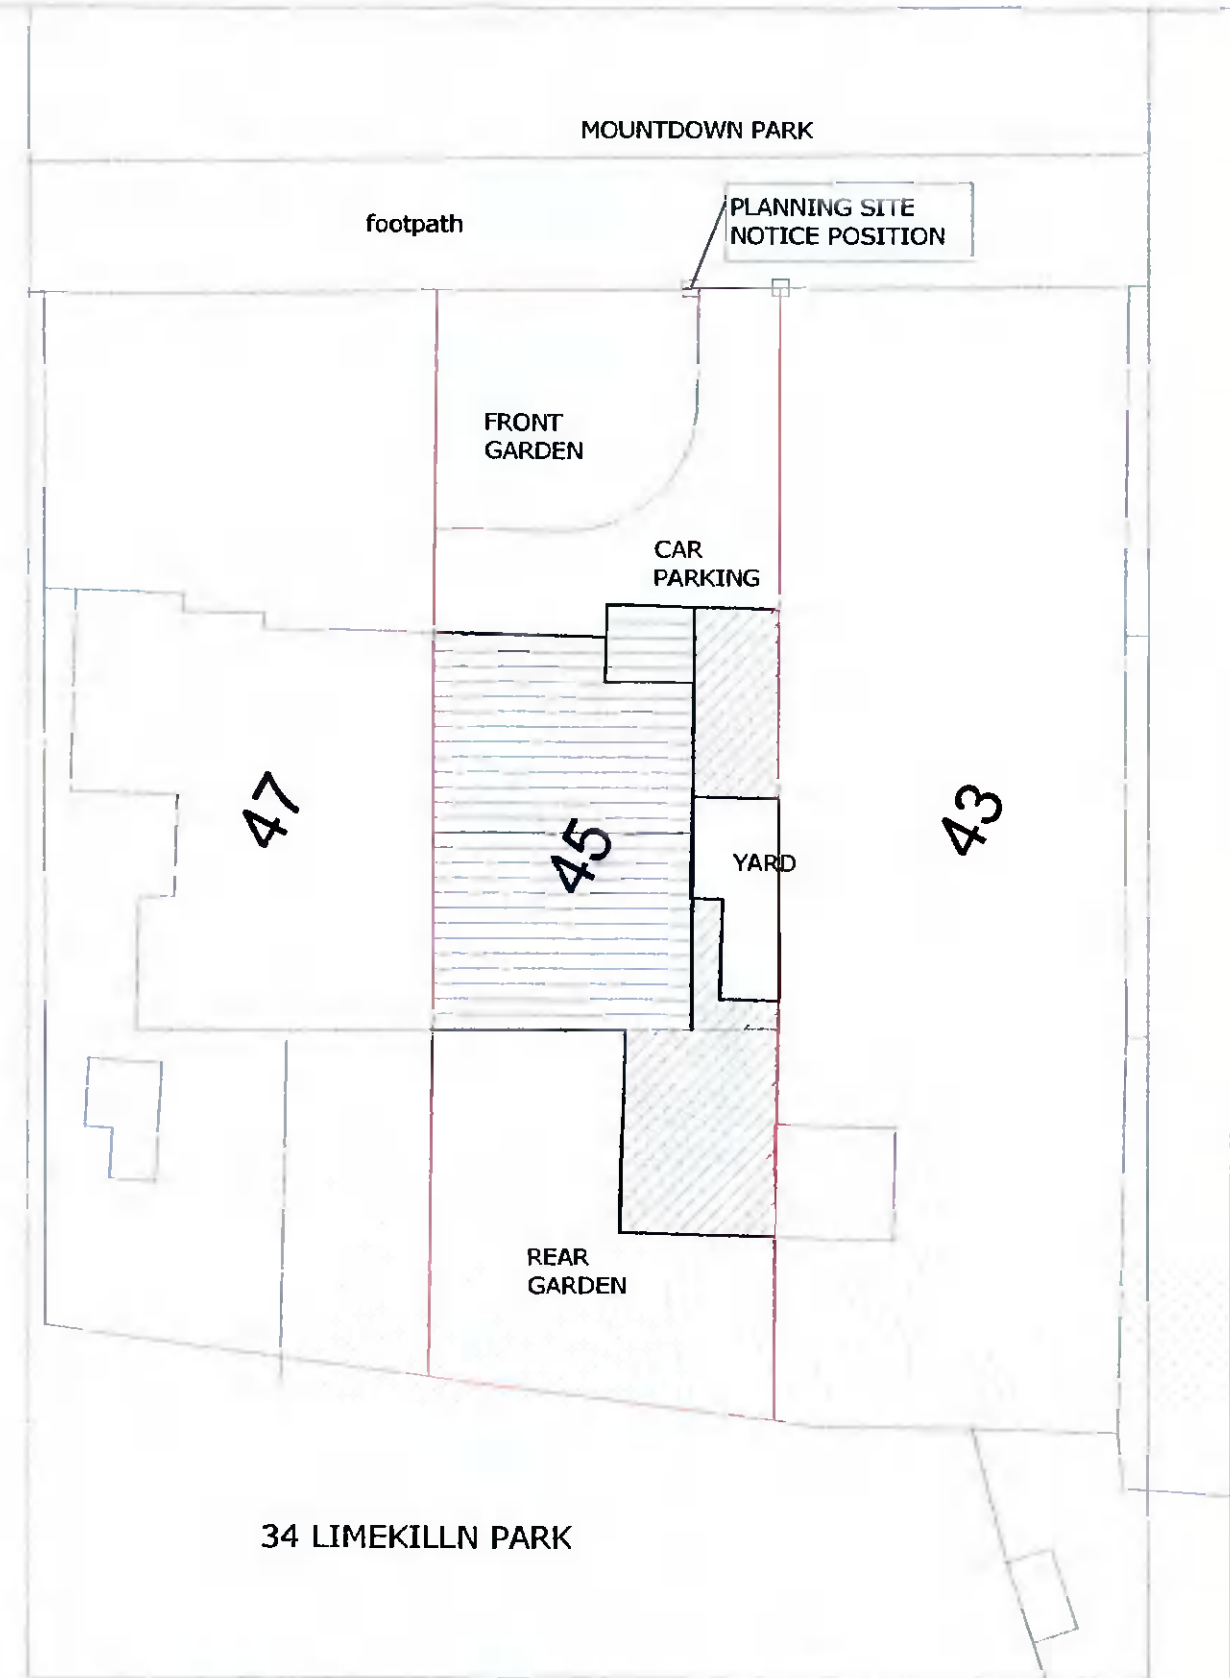 MOUNTDOWN PARK
footpath
PLANNING SITE
NOTICE POSITION
FRONT
GARDEN
CAR
PARKING
47
45
YARD
43
REAR
GARDEN
34 LIMEKILLN PARK